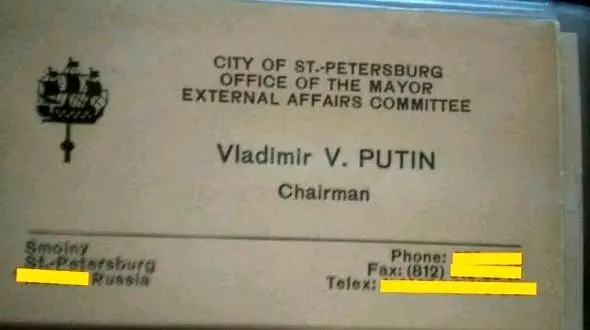 CITY OF ST.-PETERSBURG
OFFICE OF THE MAYOR
EXTERNAL AFFAIRS COMMITTEE
Vladimir V. PUTIN
Chairman
Smolny
St.-Petersburg
Russia
Phone:
Fax: (812)
Telex: